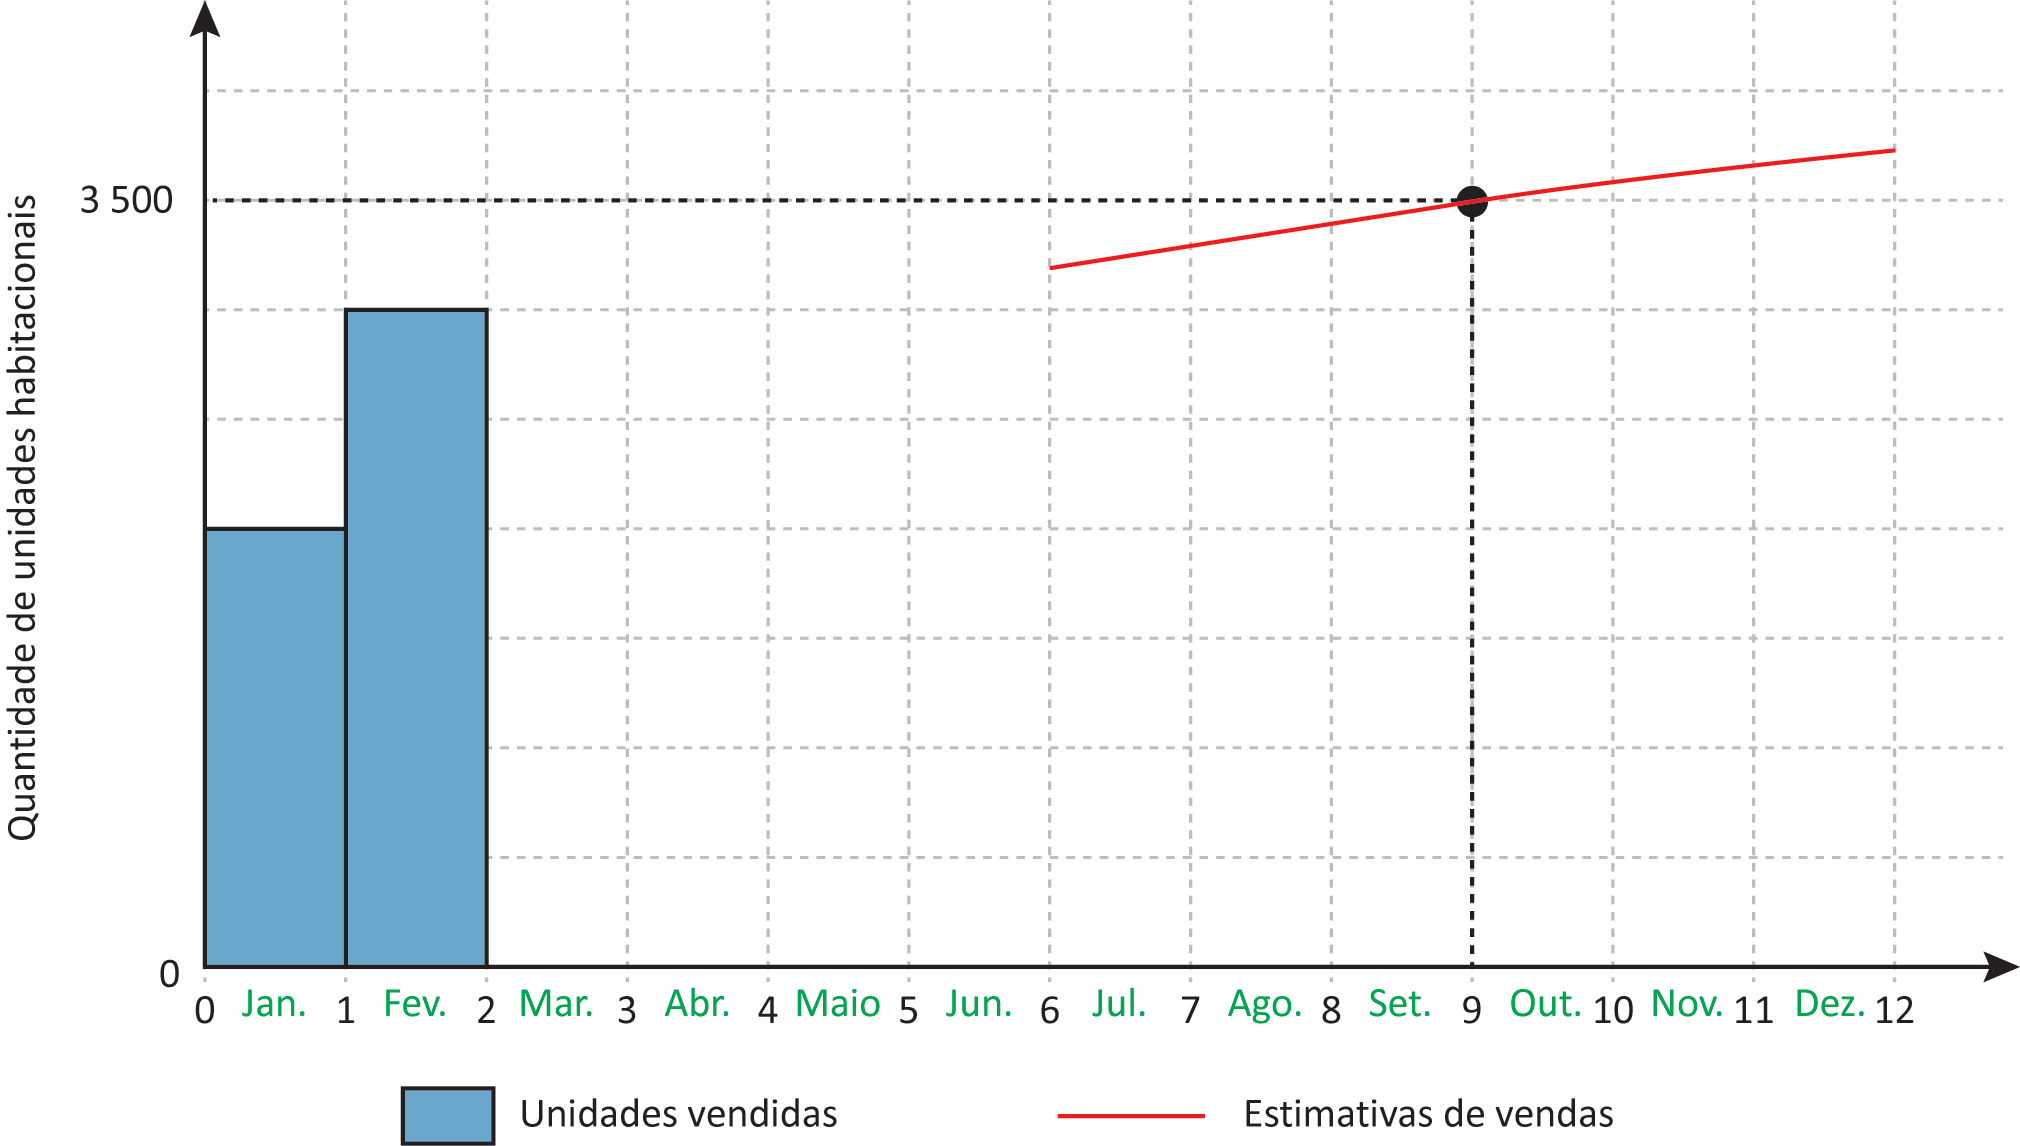 Quantidade de unidades habitacionais
3 500
0
0 Jan. 1 Fev. 2 Mar. 3 Abr. 4 Maio 5 Jun. 6 Jul. 7 Ago. 8 Set. 9 Out. 10 Nov. 11 Dez. 12
Unidades vendidas Estimativas de vendas